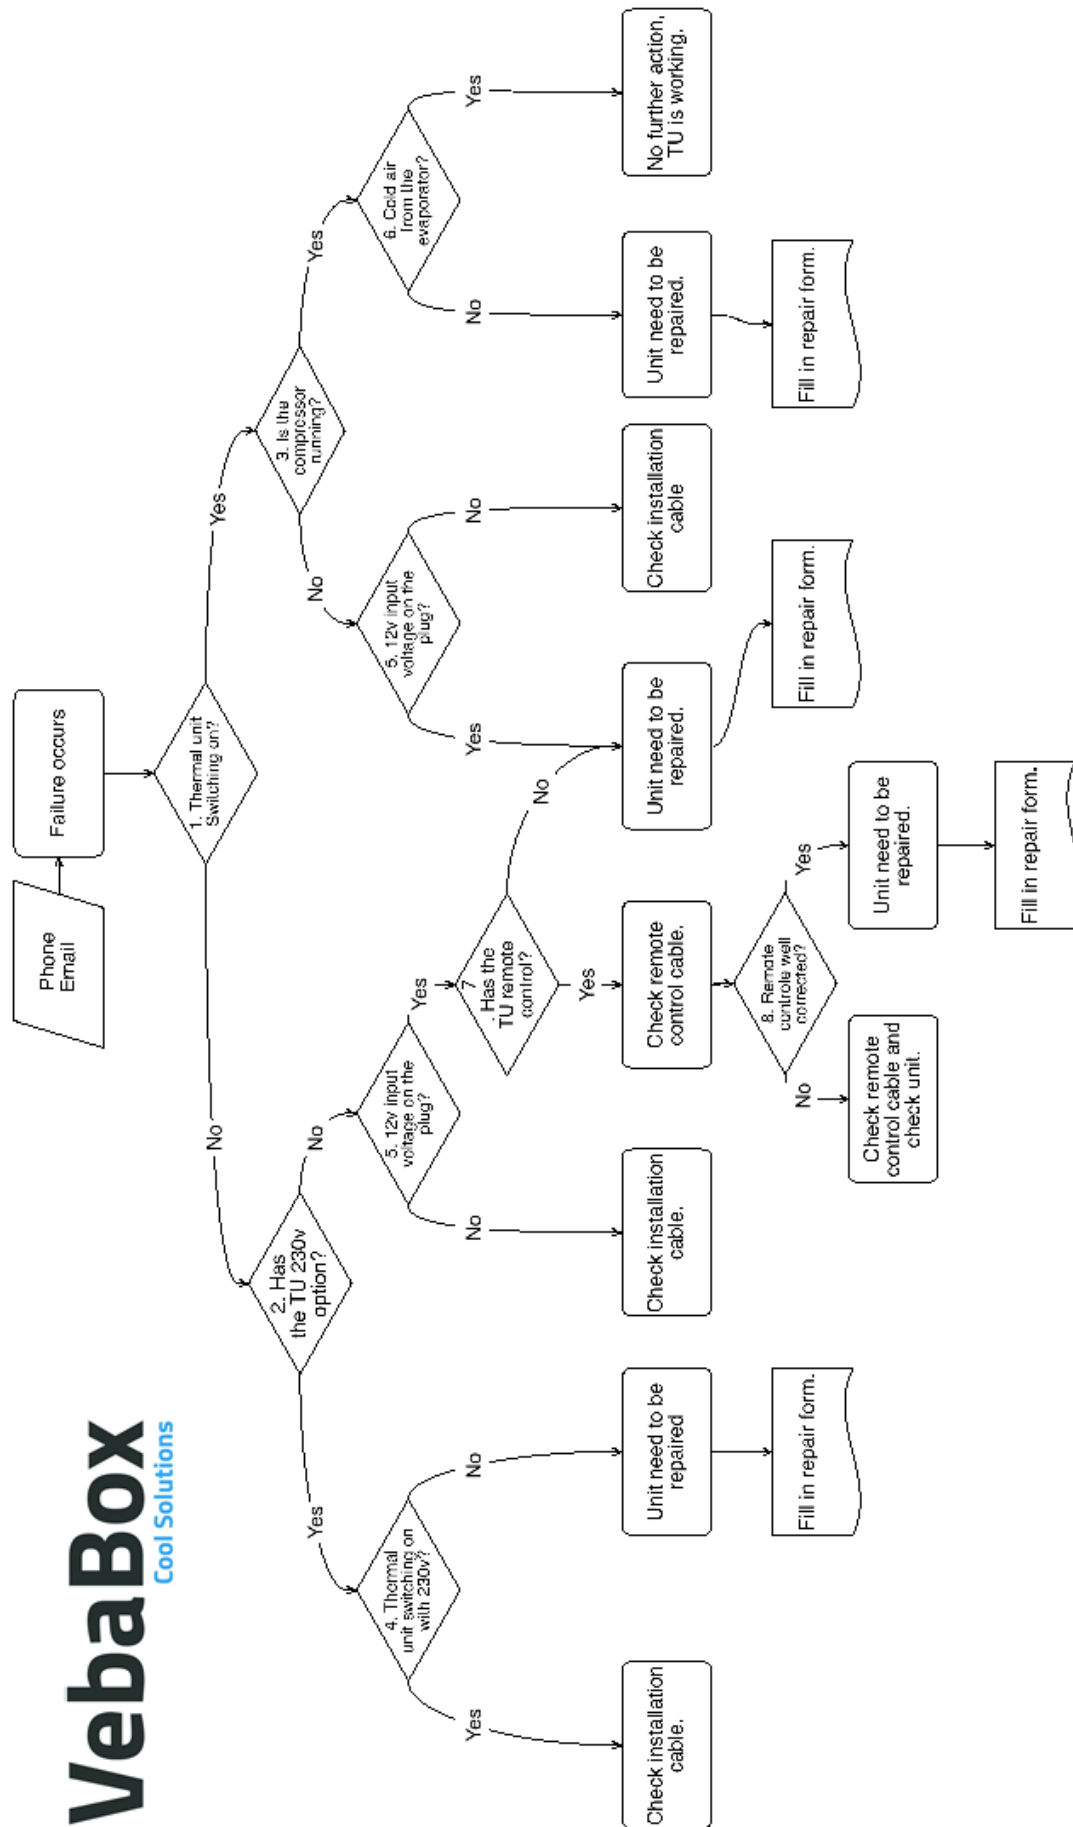 VebaBox
Cool Solutions
Phone
Email
Failure occurs
1. Thermal unit
Switching on?
No
Yes
2. Has
the TU 230v
option?
3. Is the
compressor
running?
Yes
No
No
Yes
4. Thermal
unit switching on
with 230v?
5. 12v input
voltage on the
plug?
5. 12v input
voltage on the
plug?
6. Cold air
from the
evaporator?
Yes
No
No
Yes
Yes
No
No
Yes
7
. Has the
TU remote
control?
No
Yes
Check installation
cable.
Unit need to be
repaired
Check installation
cable.
Check remote
control cable.
Unit need to be
repaired.
Check installation
cable
Unit need to be
repaired.
No further action,
TU is working.
Fill in repair form.
8. Remote
controle well
corrected?
Fill in repair form.
Fill in repair form.
No
Yes
Check remote
control cable and
check unit.
Unit need to be
repaired.
Fill in repair form.